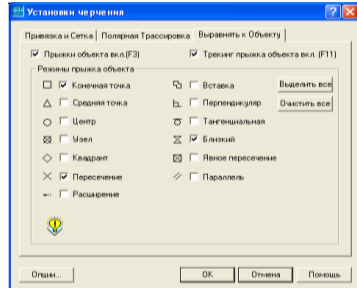 Установки черчения
Привязка и Сетка Полярная Трассировка Выравнять к Объекту
Прыжки объекта вкл.(F3) Трекинг прыжка объекта вкл. (F11)
Режимы прыжка объекта
Конечная точка Вставка Выделить все
Средняя точка Перпендикуляр Очистить все
Центр Тангенциальная
Узел Близкий
Квадрант Явное пересечение
Пересечение Параллель
Расширение
Опции... OK Отмена Помощь